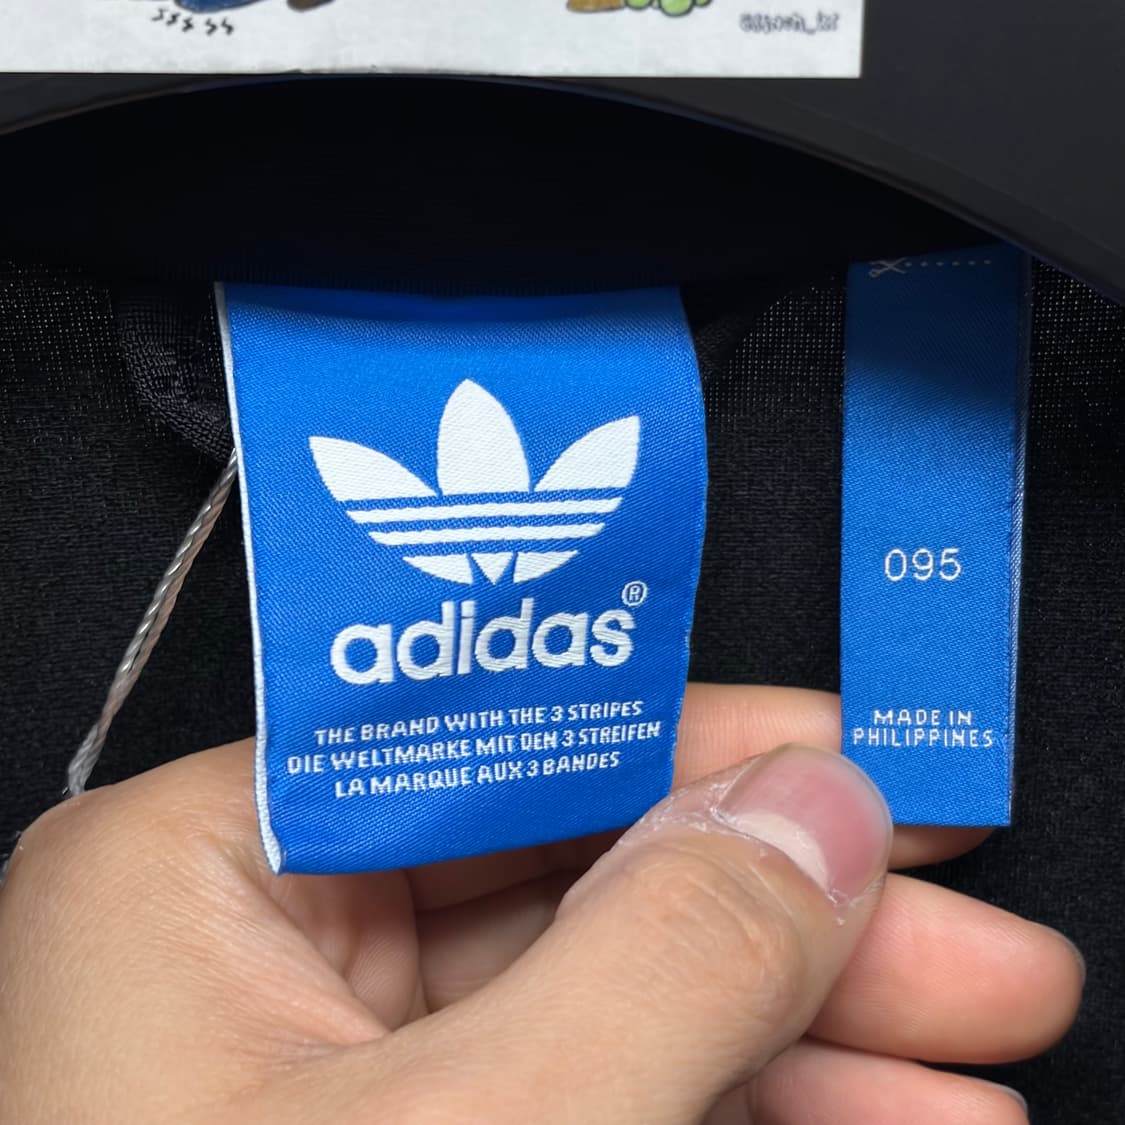 adidas®
THE BRAND WITH THE 3 STRIPES
DIE WELTMARKE MIT DEN 3 STREIFEN
LA MARQUE AUX 3 BANDES
095
MADE IN
PHILIPPINES